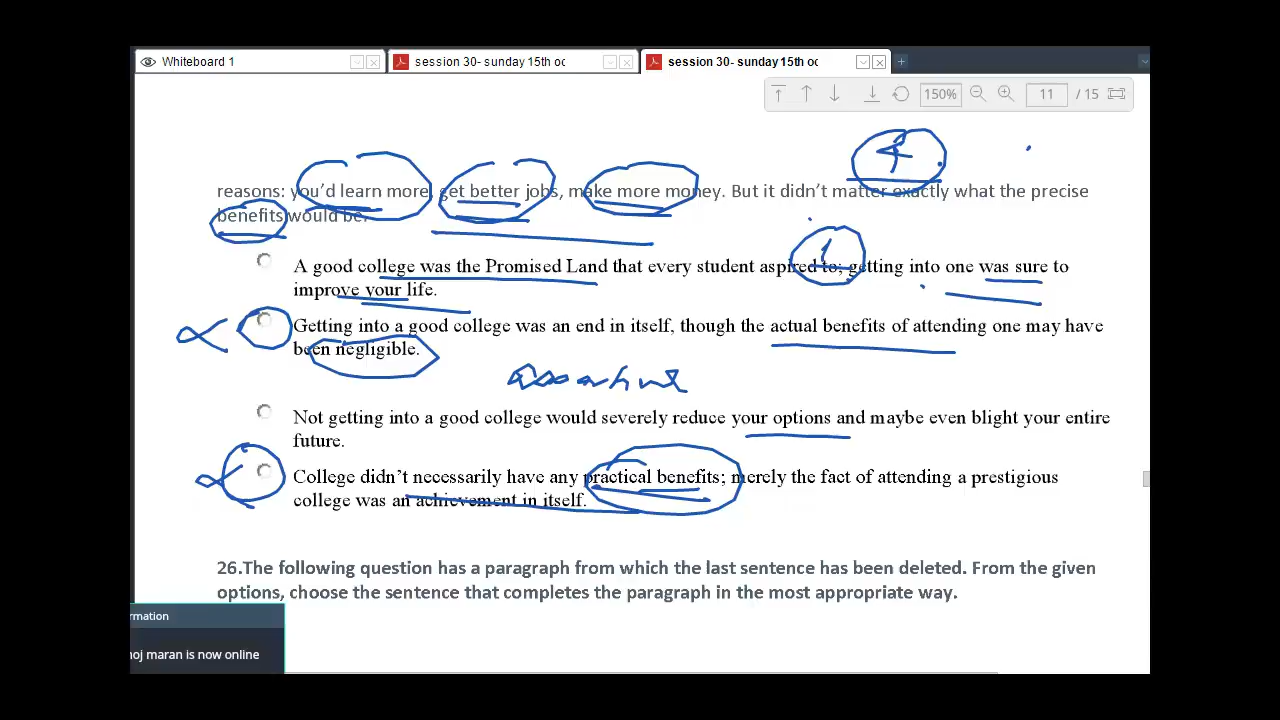 Whiteboard 1
session 30- sunday 15th oc
session 30- sunday 15th oc
150%
11 / 15
4
reasons: you'd learn more, get better jobs, make more money. But it didn't matter exactly what the precise
benefits would be.
1
A good college was the Promised Land that every student aspired to; getting into one was sure to
improve your life.
Getting into a good college was an end in itself, though the actual benefits of attending one may have
been negligible.
Not getting into a good college would severely reduce your options and maybe even blight your entire
future.
College didn't necessarily have any practical benefits; merely the fact of attending a prestigious
college was an achievement in itself.
26.The following question has a paragraph from which the last sentence has been deleted. From the given
options, choose the sentence that completes the paragraph in the most appropriate way.
rmation
noj maran is now online